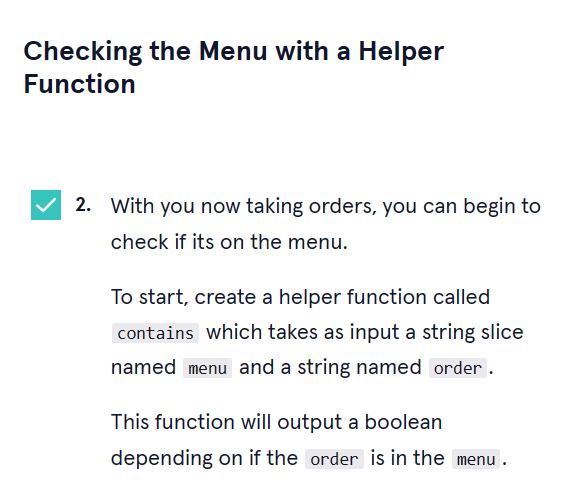 Checking the Menu with a Helper
Function
2. With you now taking orders, you can begin to
check if its on the menu.
To start, create a helper function called
contains which takes as input a string slice
named menu and a string named order.
This function will output a boolean
depending on if the order is in the menu.